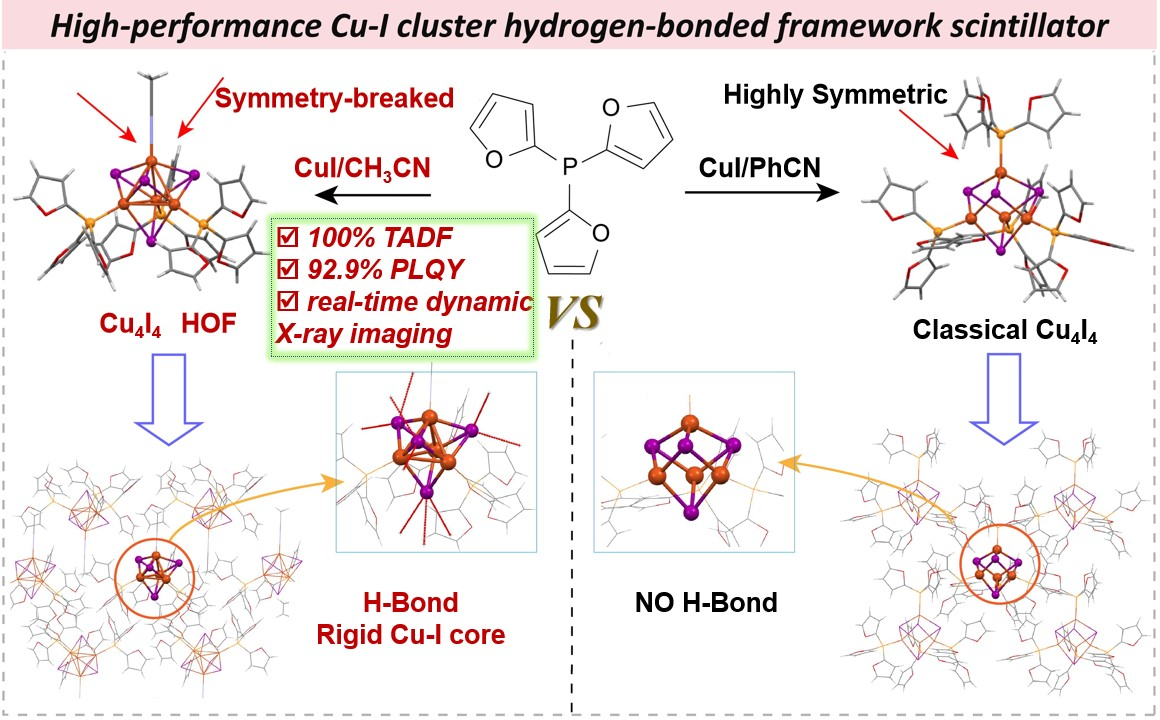 High-performance Cu-I cluster hydrogen-bonded framework scintillator
Symmetry-breaked
Highly Symmetric
CuI/CH₃CN
CuI/PhCN
O
O
P
O
☑ 100% TADF
☑ 92.9% PLQY
☑ real-time dynamic
X-ray imaging
VS
Cu₄I₄ HOF
Classical Cu₄I₄
H-Bond
Rigid Cu-I core
NO H-Bond